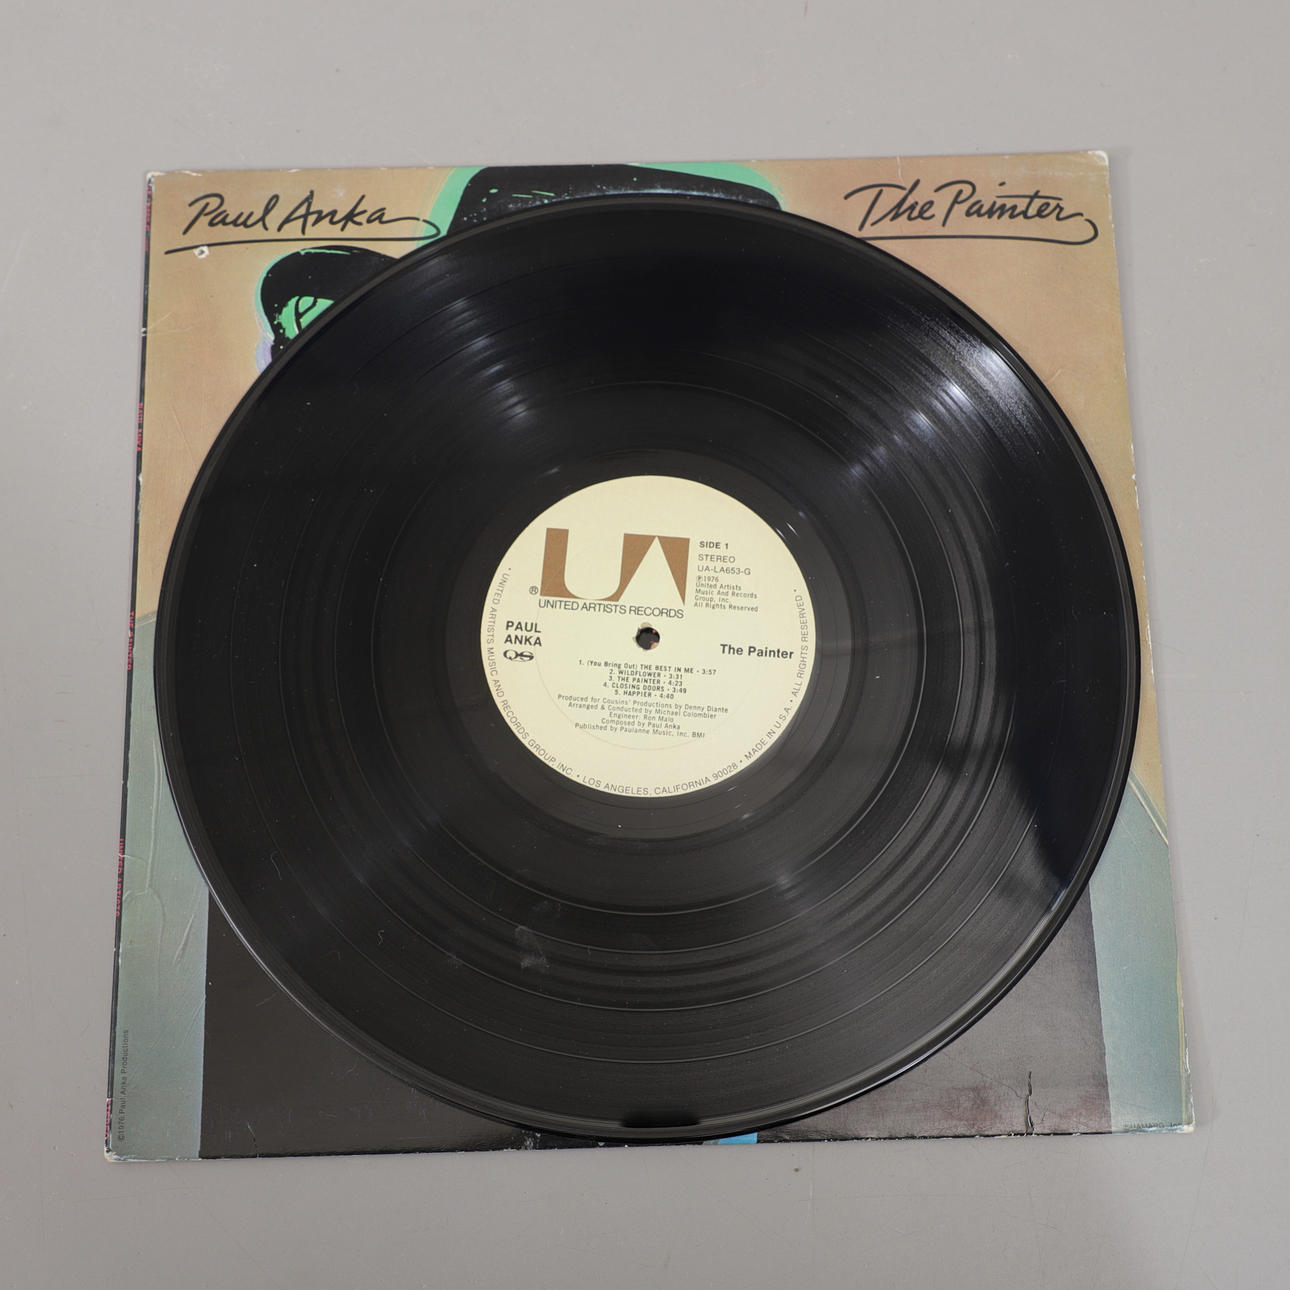 Paul Anka
The Painter
UA
®
UNITED ARTISTS RECORDS
SIDE 1
STEREO
UA-LA653-G
℗1976
United Artists
Music And Records
Group, Inc.
All Rights Reserved
PAUL
ANKA
QS
The Painter
1. (You Bring Out) THE BEST IN ME - 3:57
2. WILDFLOWER - 3:31
3. THE PAINTER - 4:23
4. CLOSING DOORS - 3:49
5. HAPPIER - 4:40
Produced for Cousins' Productions by Denny Diante
Arranged & Conducted by Michael Colombier
Engineer: Ron Malo
Composed by Paul Anka
Published by Paulanne Music, Inc. BMI
• UNITED ARTISTS MUSIC AND RECORDS GROUP, INC. • LOS ANGELES, CALIFORNIA 90028 • MADE IN U.S.A. • ALL RIGHTS RESERVED •
©1976 Paul Anka Productions